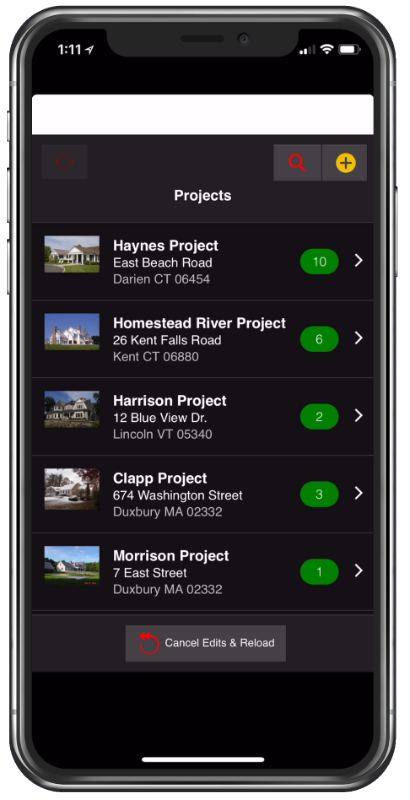 1:11
Projects
Haynes Project
East Beach Road
Darien CT 06454
10
Homestead River Project
26 Kent Falls Road
Kent CT 06880
6
Harrison Project
12 Blue View Dr.
Lincoln VT 05340
2
Clapp Project
674 Washington Street
Duxbury MA 02332
3
Morrison Project
7 East Street
Duxbury MA 02332
1
Cancel Edits & Reload